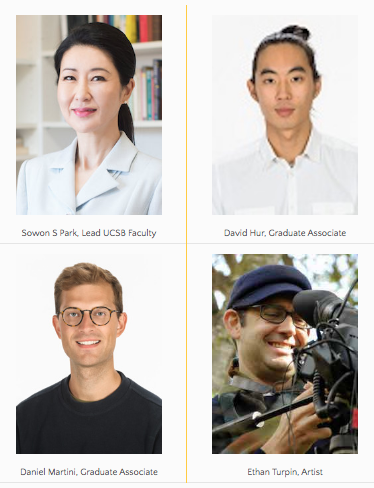 Sowon S Park, Lead UCSB Faculty
David Hur, Graduate Associate
Daniel Martini, Graduate Associate
Ethan Turpin, Artist